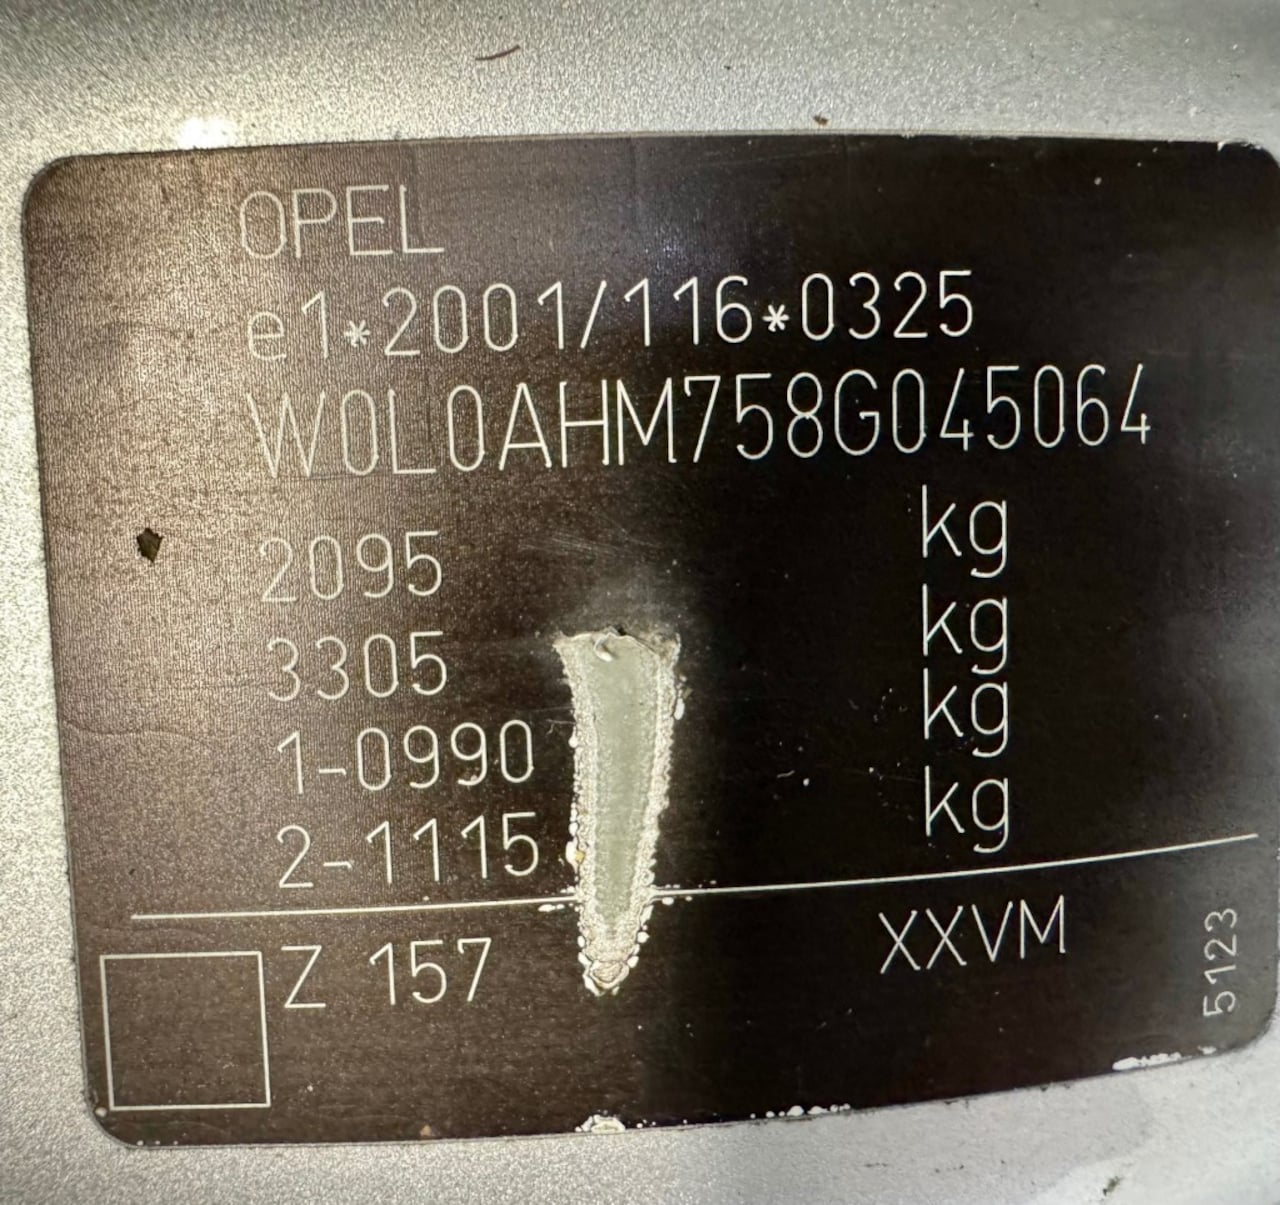 OPEL
e1*2001/116*0325
W0L0AHM758G045064
2095 kg
3305 kg
1-0990 kg
2-1115 kg
Z 157 XXVM
5123